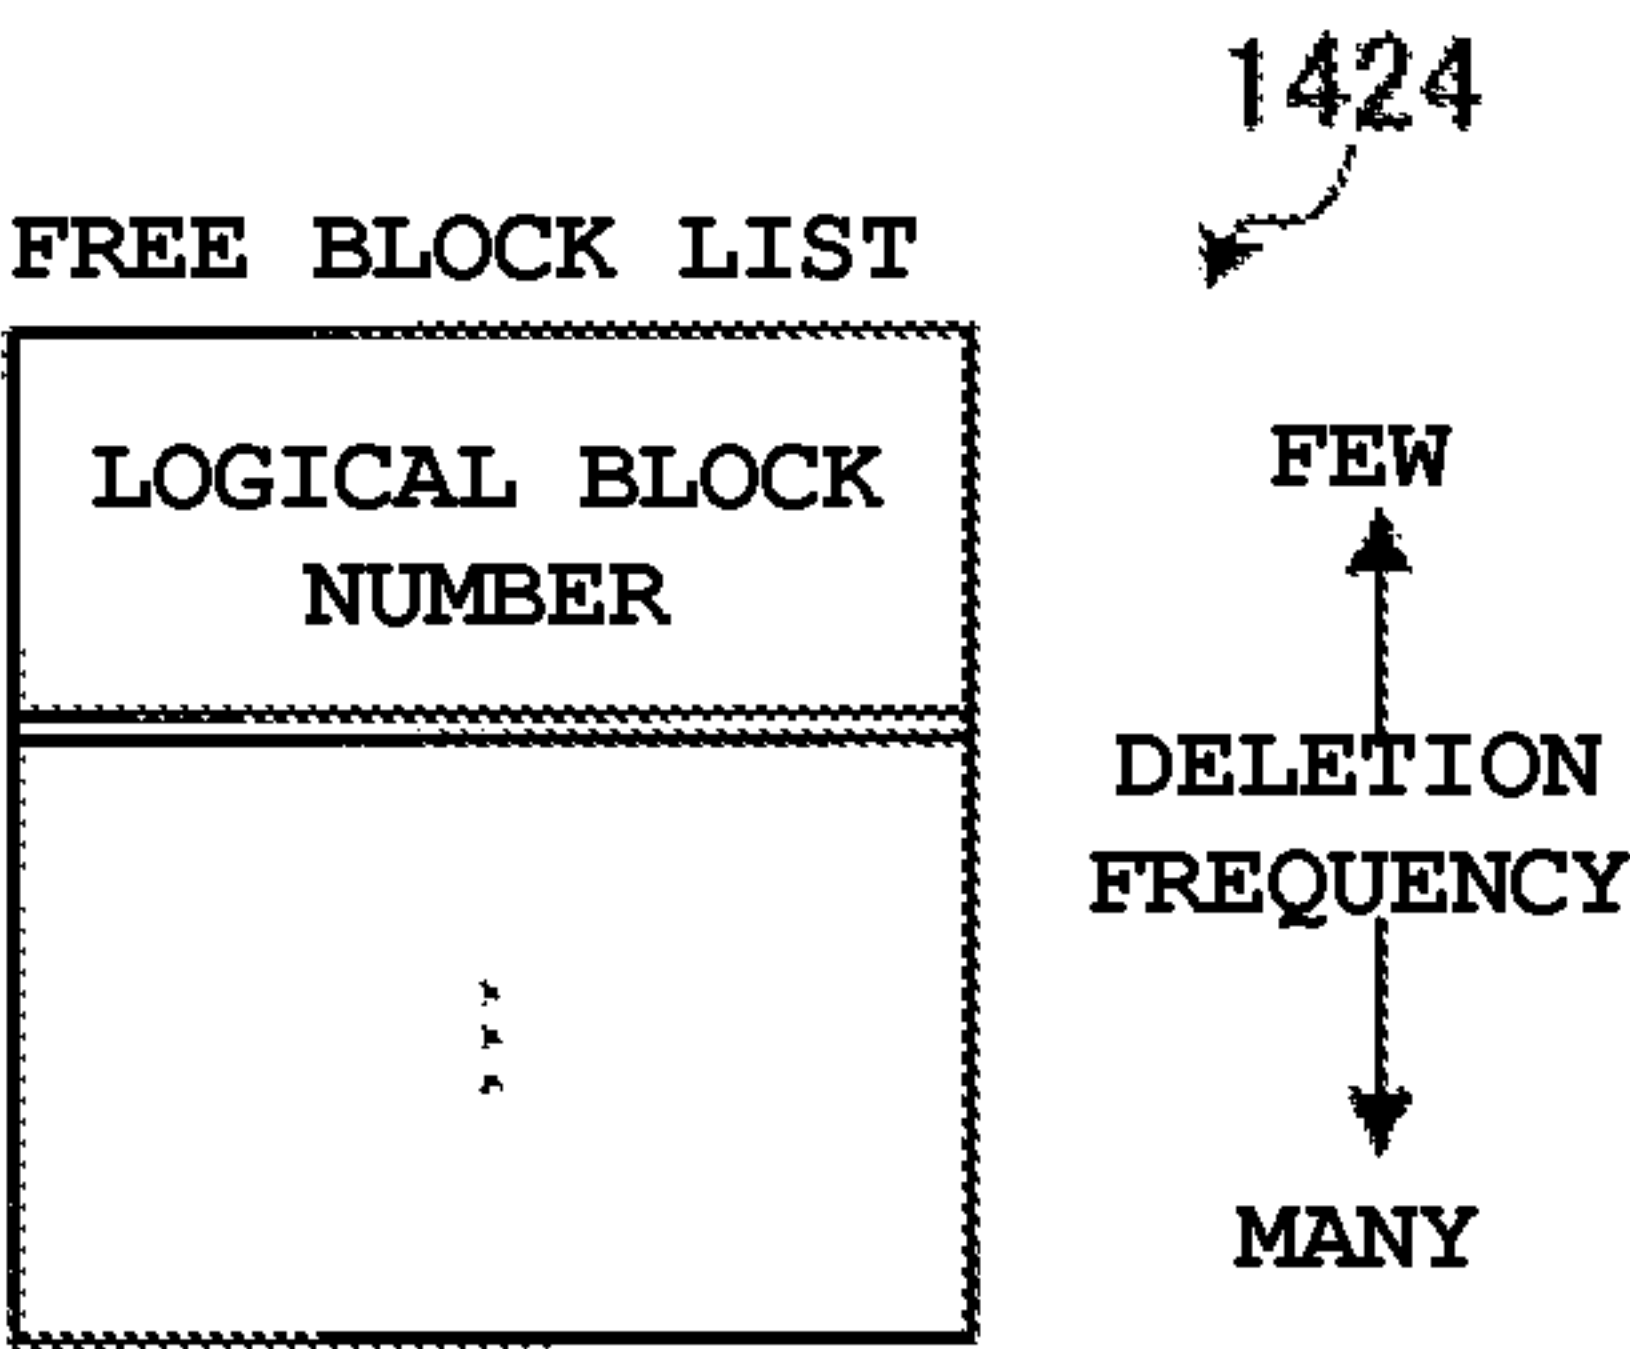 1424
FREE BLOCK LIST
LOGICAL BLOCK
NUMBER
FEW
DELETION
FREQUENCY
MANY